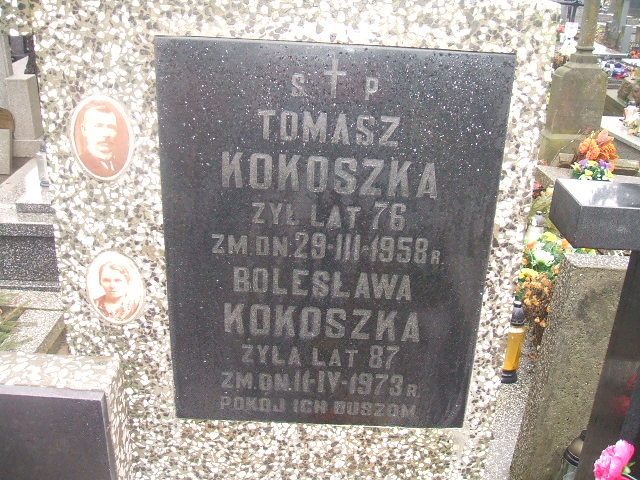 S P
TOMASZ
KOKOSZKA
ŻYŁ LAT 76
ZM. DN. 29-III-1958 R.
BOLESŁAWA
KOKOSZKA
ŻYŁA LAT 87
ZM. DN. 11-IV-1973 R.
POKÓJ ICH DUSZOM